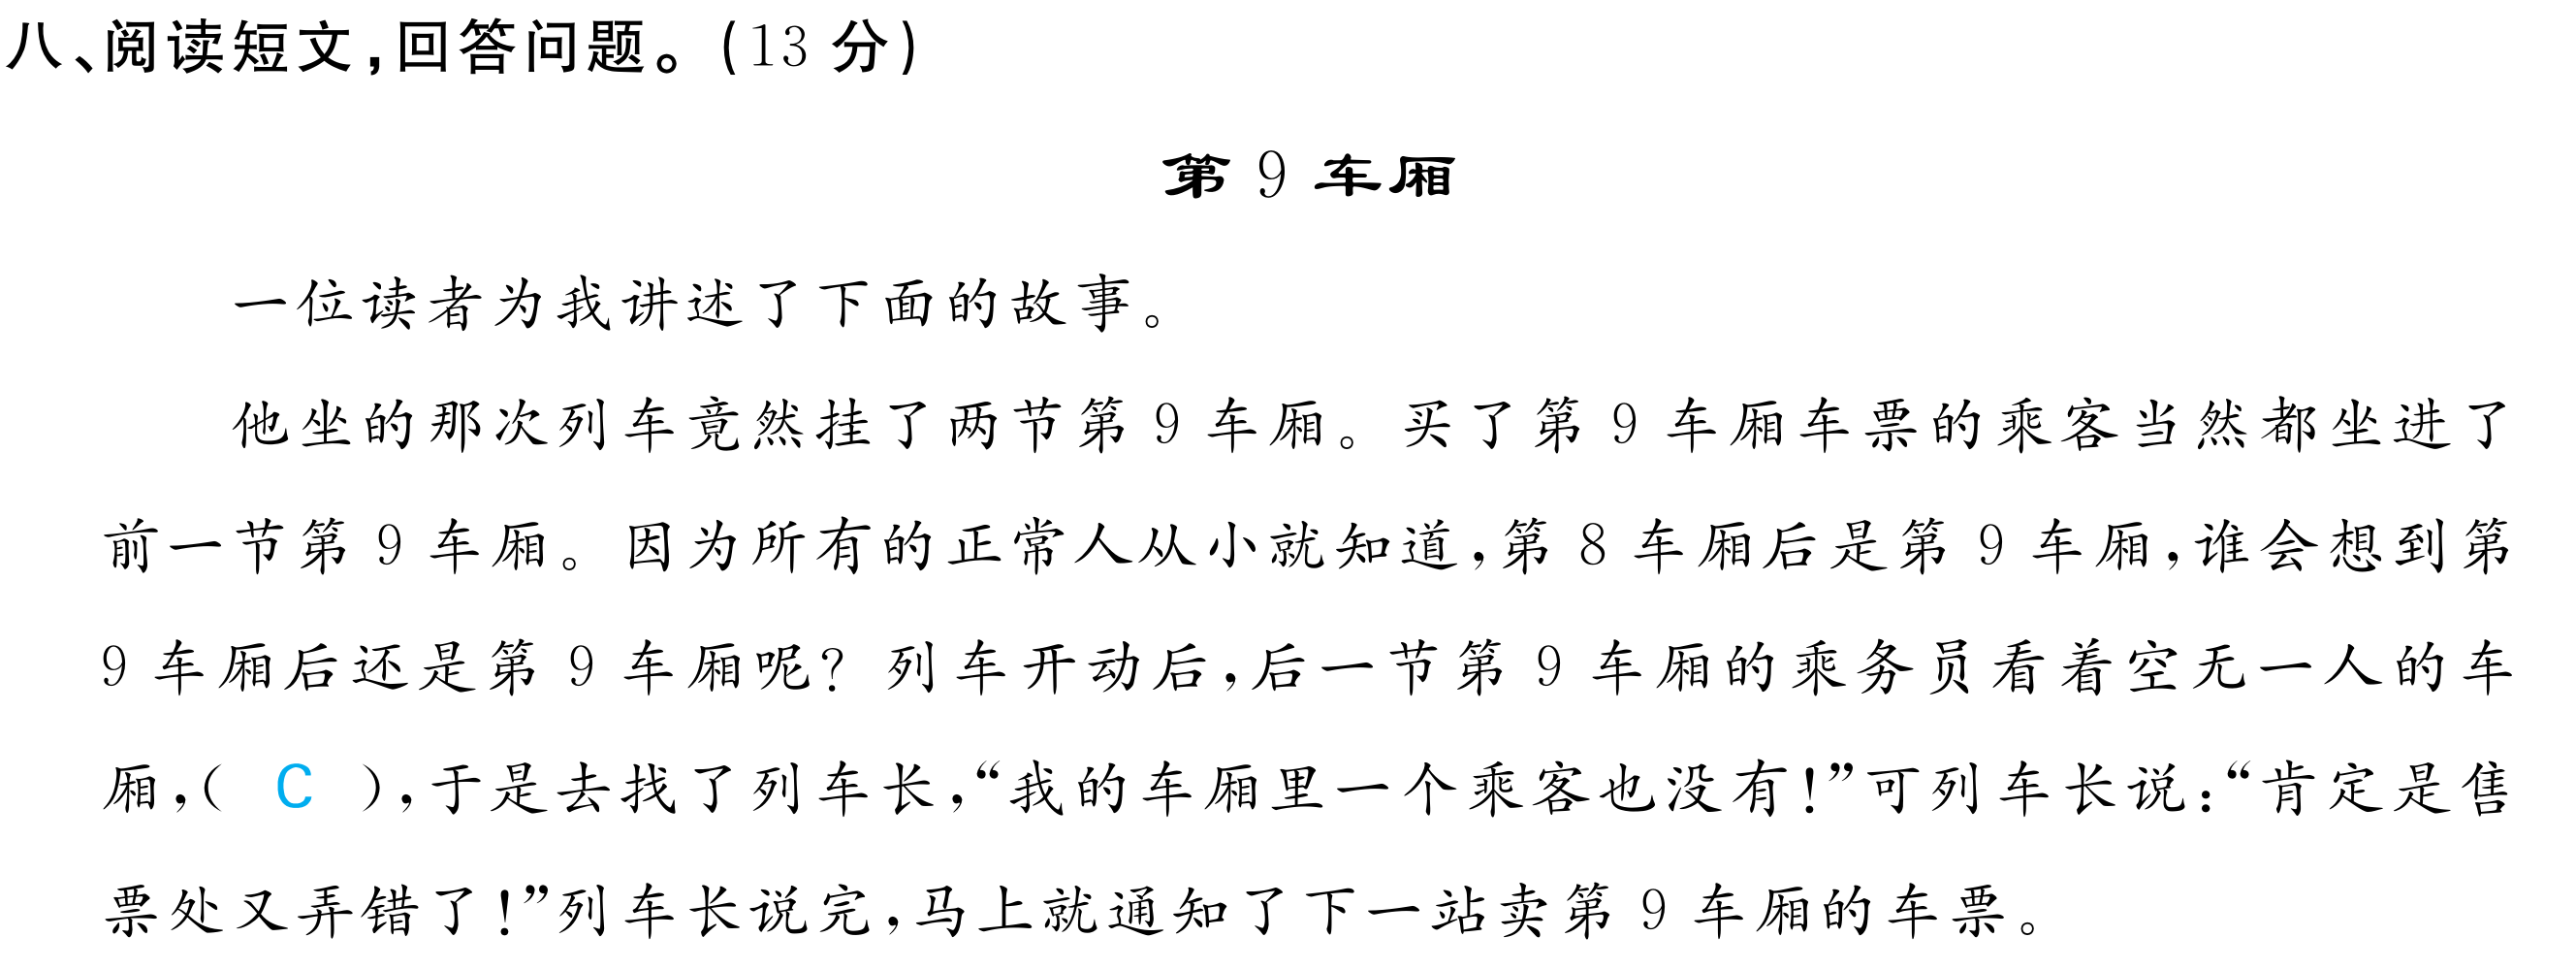 八、阅读短文,回答问题。(13 分)
第 9 车厢
一位读者为我讲述了下面的故事。
他坐的那次列车竟然挂了两节第 9 车厢。买了第 9 车厢车票的乘客当然都坐进了
前一节第 9 车厢。因为所有的正常人从小就知道,第 8 车厢后是第 9 车厢,谁会想到第
9 车厢后还是第 9 车厢呢? 列车开动后,后一节第 9 车厢的乘务员看着空无一人的车
厢,( C ),于是去找了列车长,“我的车厢里一个乘客也没有!”可列车长说:“肯定是售
票处又弄错了!”列车长说完,马上就通知了下一站卖第 9 车厢的车票。